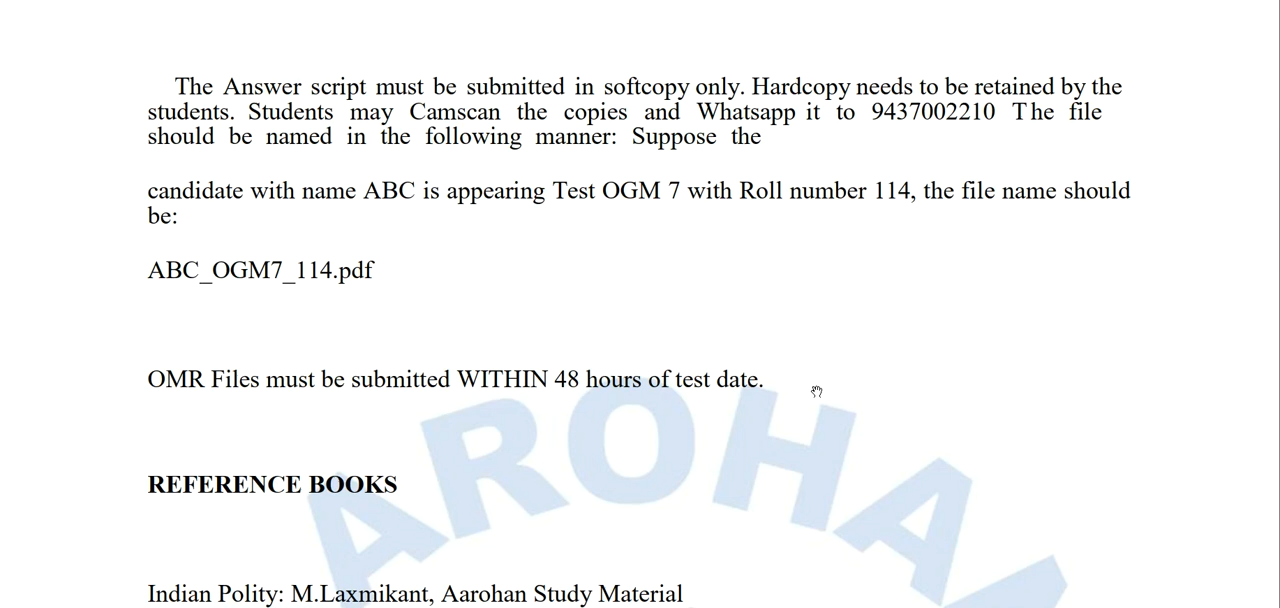 The Answer script must be submitted in softcopy only. Hardcopy needs to be retained by the
students. Students may Camscan the copies and Whatsapp it to 9437002210 The file
should be named in the following manner: Suppose the
candidate with name ABC is appearing Test OGM 7 with Roll number 114, the file name should
be:
ABC_OGM7_114.pdf
OMR Files must be submitted WITHIN 48 hours of test date.
AROHA
REFERENCE BOOKS
Indian Polity: M.Laxmikant, Aarohan Study Material